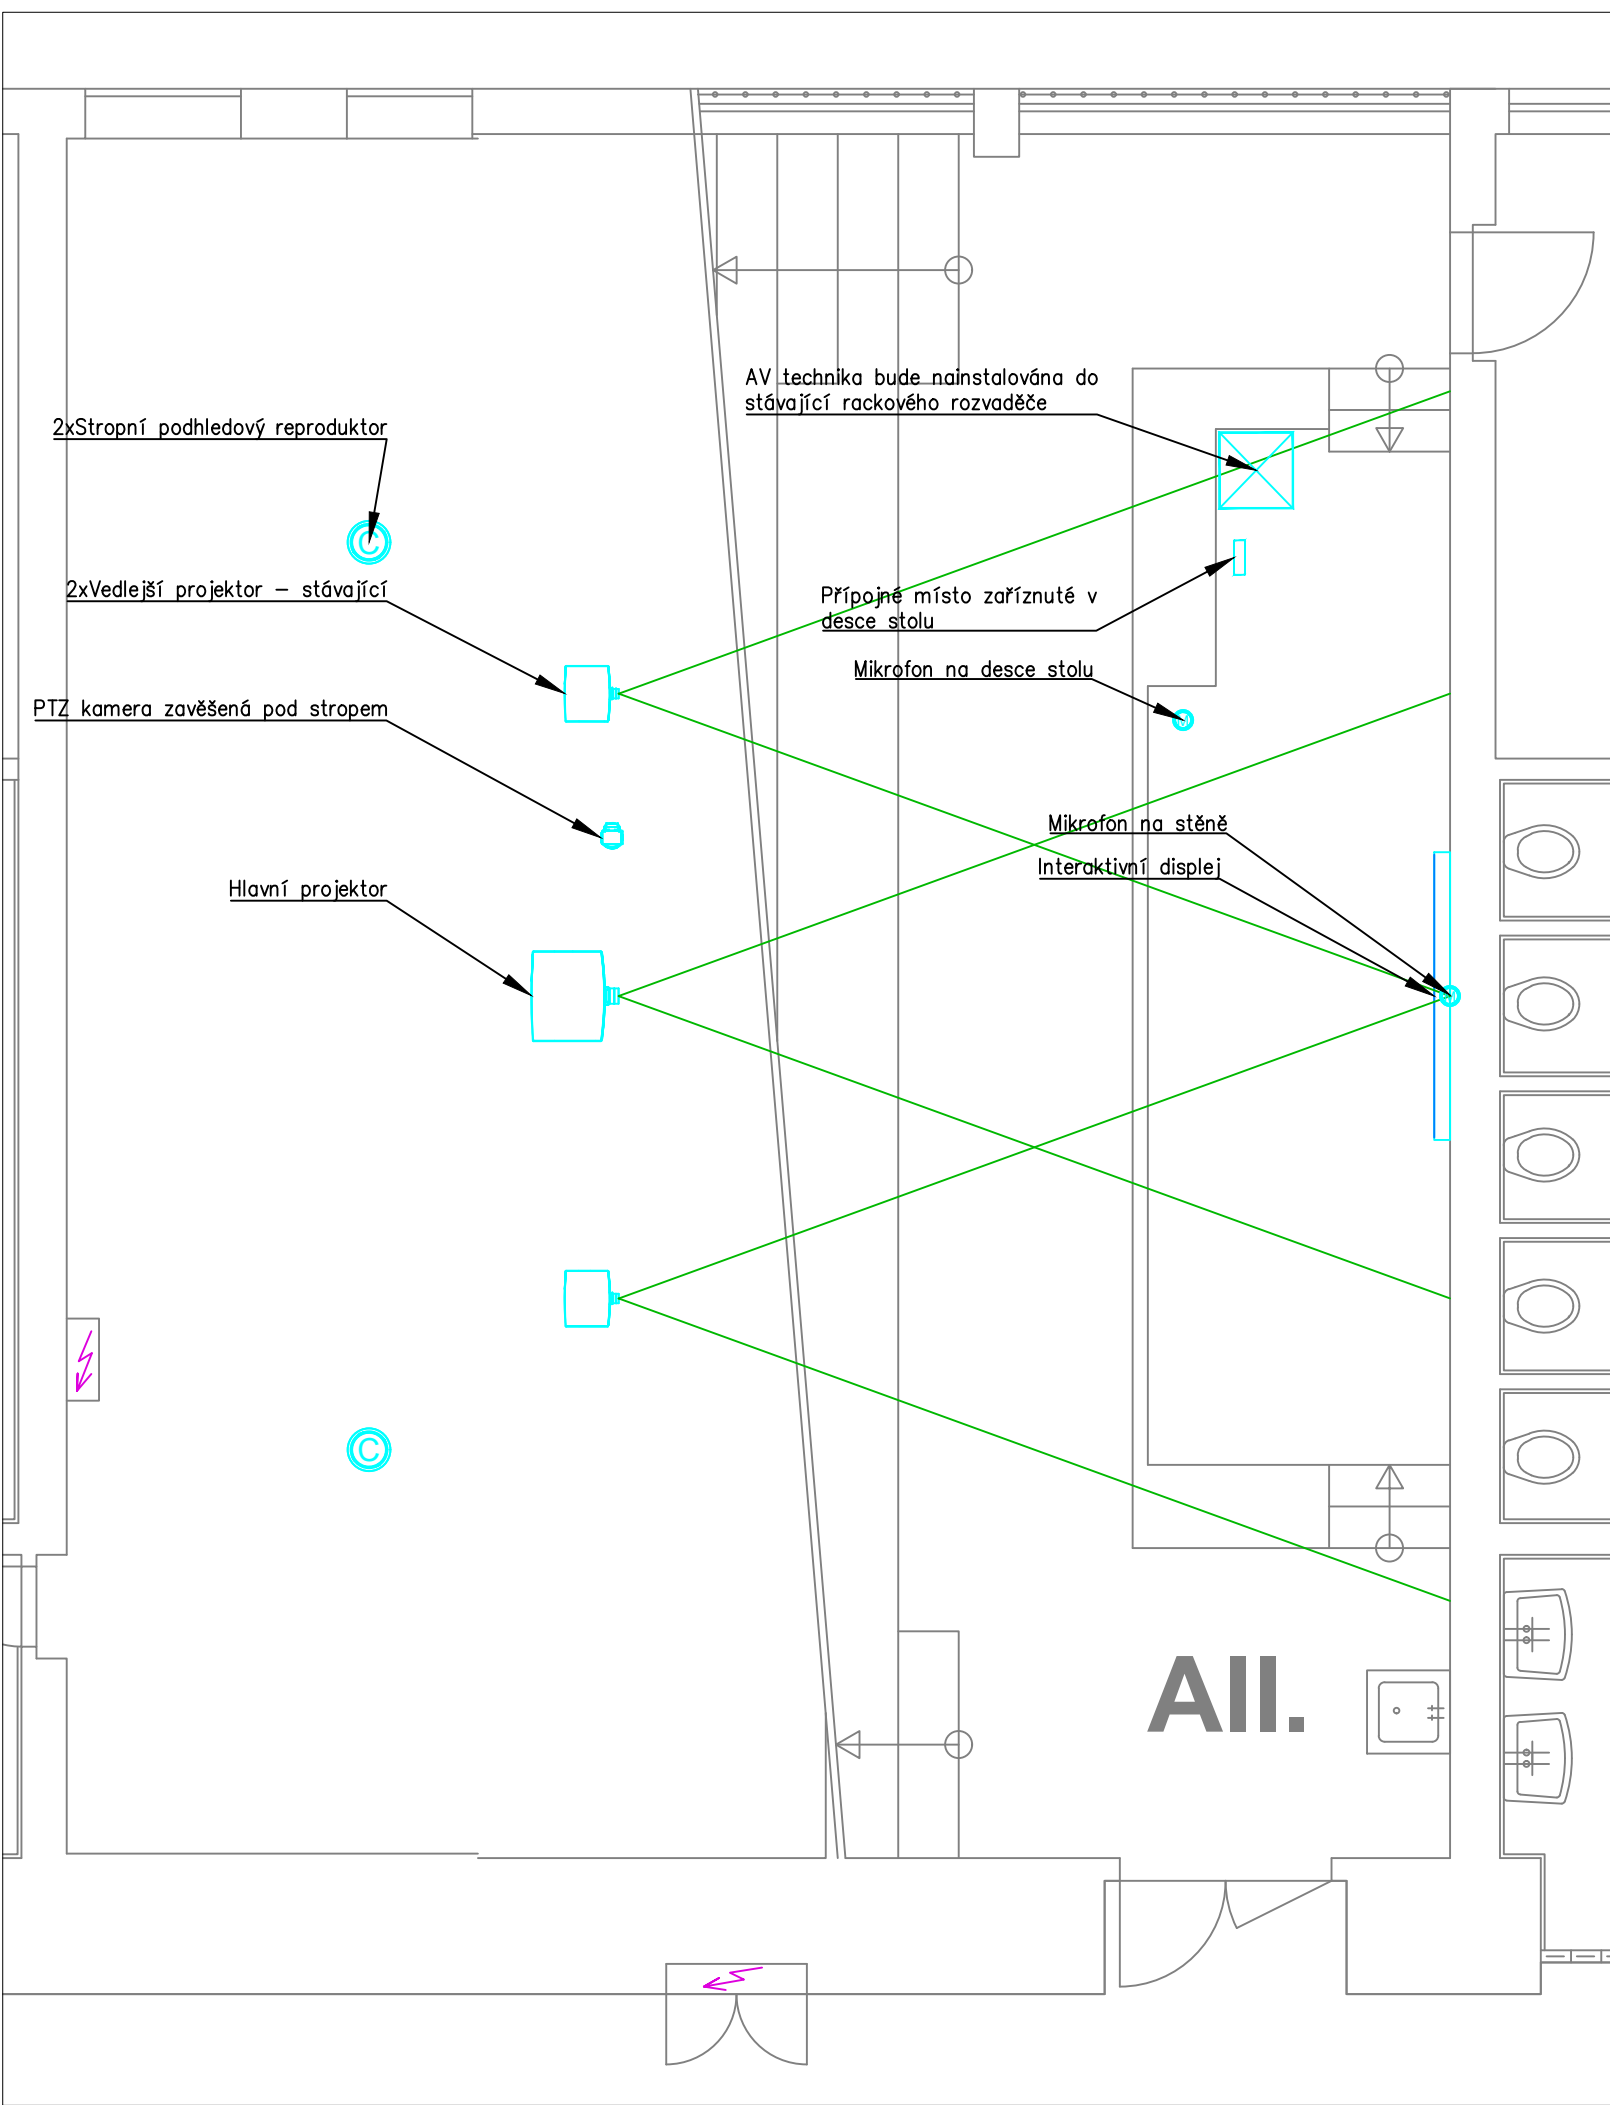 AV technika bude nainstalována do
stávající rackového rozvaděče
2xStropní podhledový reproduktor
C
2xVedlejší projektor – stávající
Přípojné místo zaříznuté v
desce stolu
Mikrofon na desce stolu
PTZ kamera zavěšená pod stropem
Mikrofon na stěně
Interaktivní displej
Hlavní projektor
C
All.